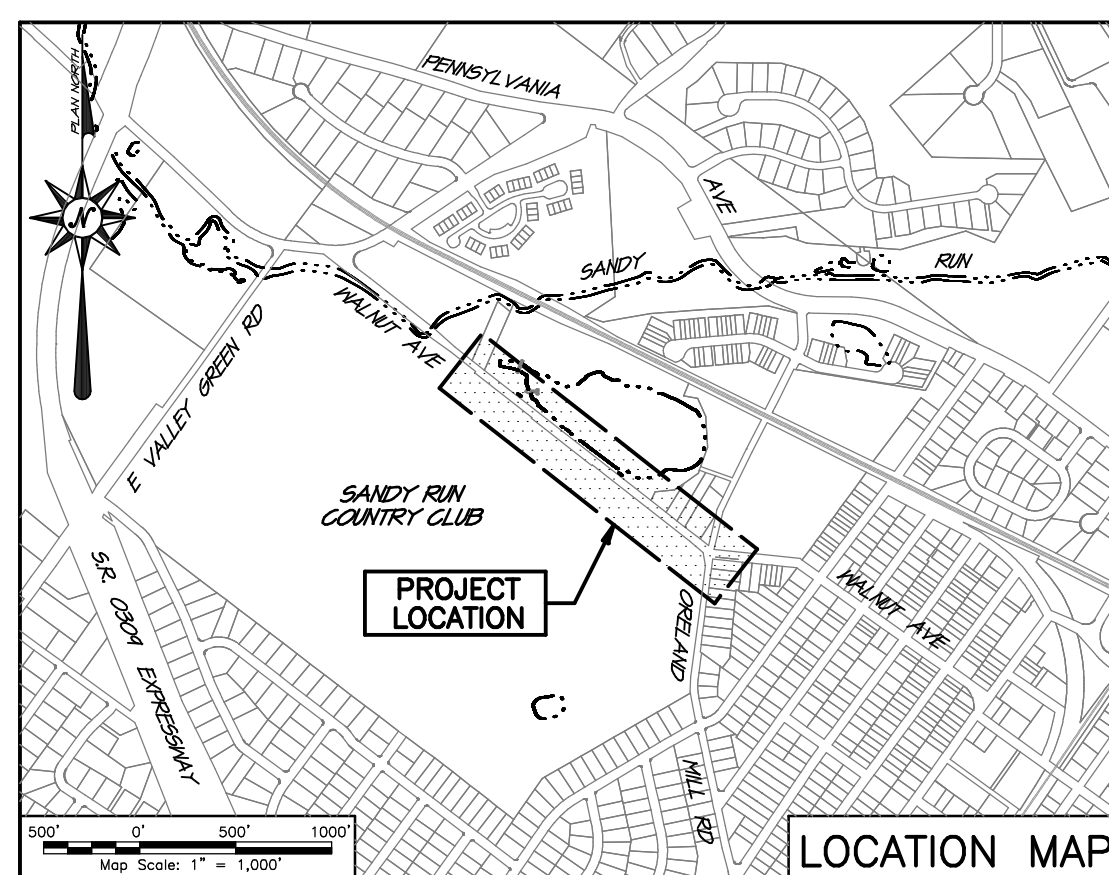 PLAN NORTH
N
PENNSYLVANIA
AVE
SANDY
RUN
WALNUT AVE
E VALLEY GREEN RD
SANDY RUN
COUNTRY CLUB
PROJECT
LOCATION
WALNUT AVE
ORELAND
MILL RD
S.R. 0309 EXPRESSWAY
500' 0' 500' 1000'
Map Scale: 1" = 1,000'
LOCATION MAP